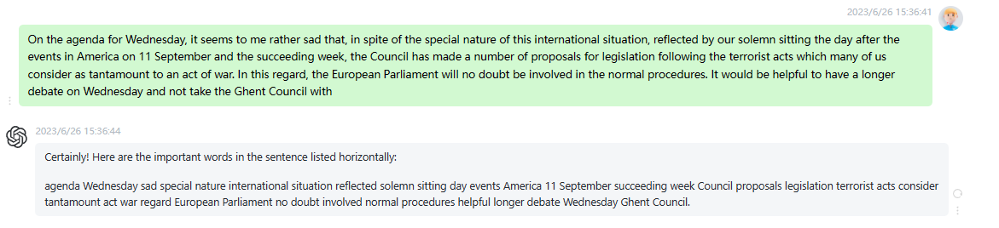 2023/6/26 15:36:41
On the agenda for Wednesday, it seems to me rather sad that, in spite of the special nature of this international situation, reflected by our solemn sitting the day after the
events in America on 11 September and the succeeding week, the Council has made a number of proposals for legislation following the terrorist acts which many of us
consider as tantamount to an act of war. In this regard, the European Parliament will no doubt be involved in the normal procedures. It would be helpful to have a longer
debate on Wednesday and not take the Ghent Council with
2023/6/26 15:36:44
Certainly! Here are the important words in the sentence listed horizontally:
agenda Wednesday sad special nature international situation reflected solemn sitting day events America 11 September succeeding week Council proposals legislation terrorist acts consider
tantamount act war regard European Parliament no doubt involved normal procedures helpful longer debate Wednesday Ghent Council.